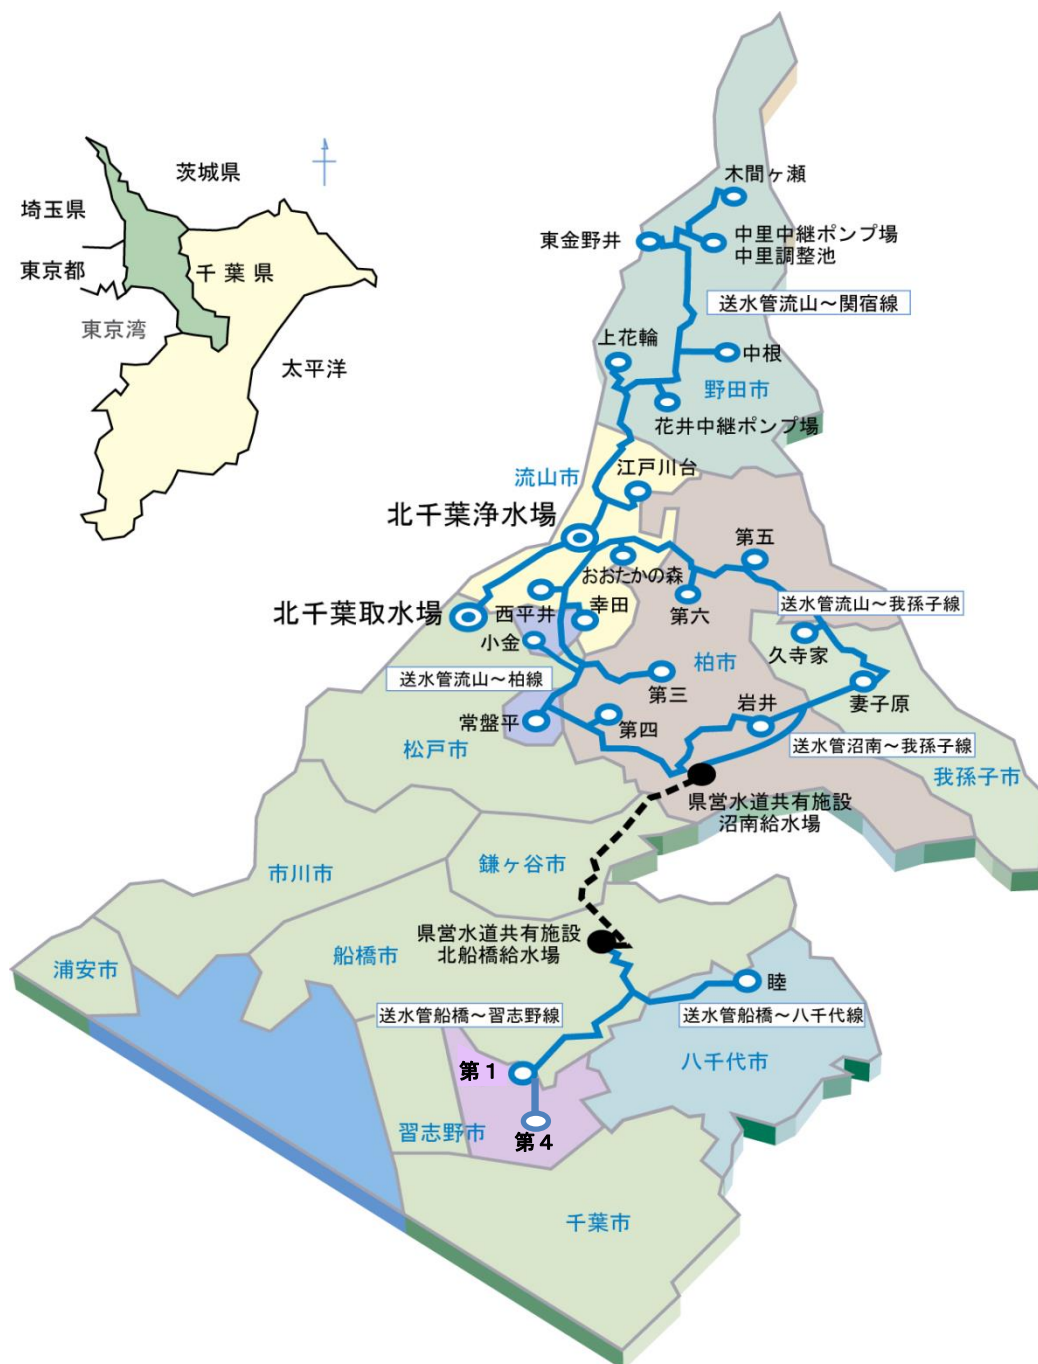 茨城県
埼玉県
東京都
千葉県
東京湾
太平洋
木間ヶ瀬
東金野井
中里中継ポンプ場
中里調整池
送水管流山～関宿線
上花輪
中根
野田市
花井中継ポンプ場
江戸川台
流山市
北千葉浄水場
第五
おおたかの森
北千葉取水場
西平井
幸田
第六
送水管流山～我孫子線
小金
久寺家
柏市
送水管流山～柏線
第三
妻子原
岩井
常盤平
第四
松戸市
送水管沼南～我孫子線
我孫子市
県営水道共有施設
沼南給水場
市川市
鎌ヶ谷市
県営水道共有施設
北船橋給水場
船橋市
浦安市
睦
送水管船橋～習志野線
送水管船橋～八千代線
八千代市
第１
習志野市
第４
千葉市